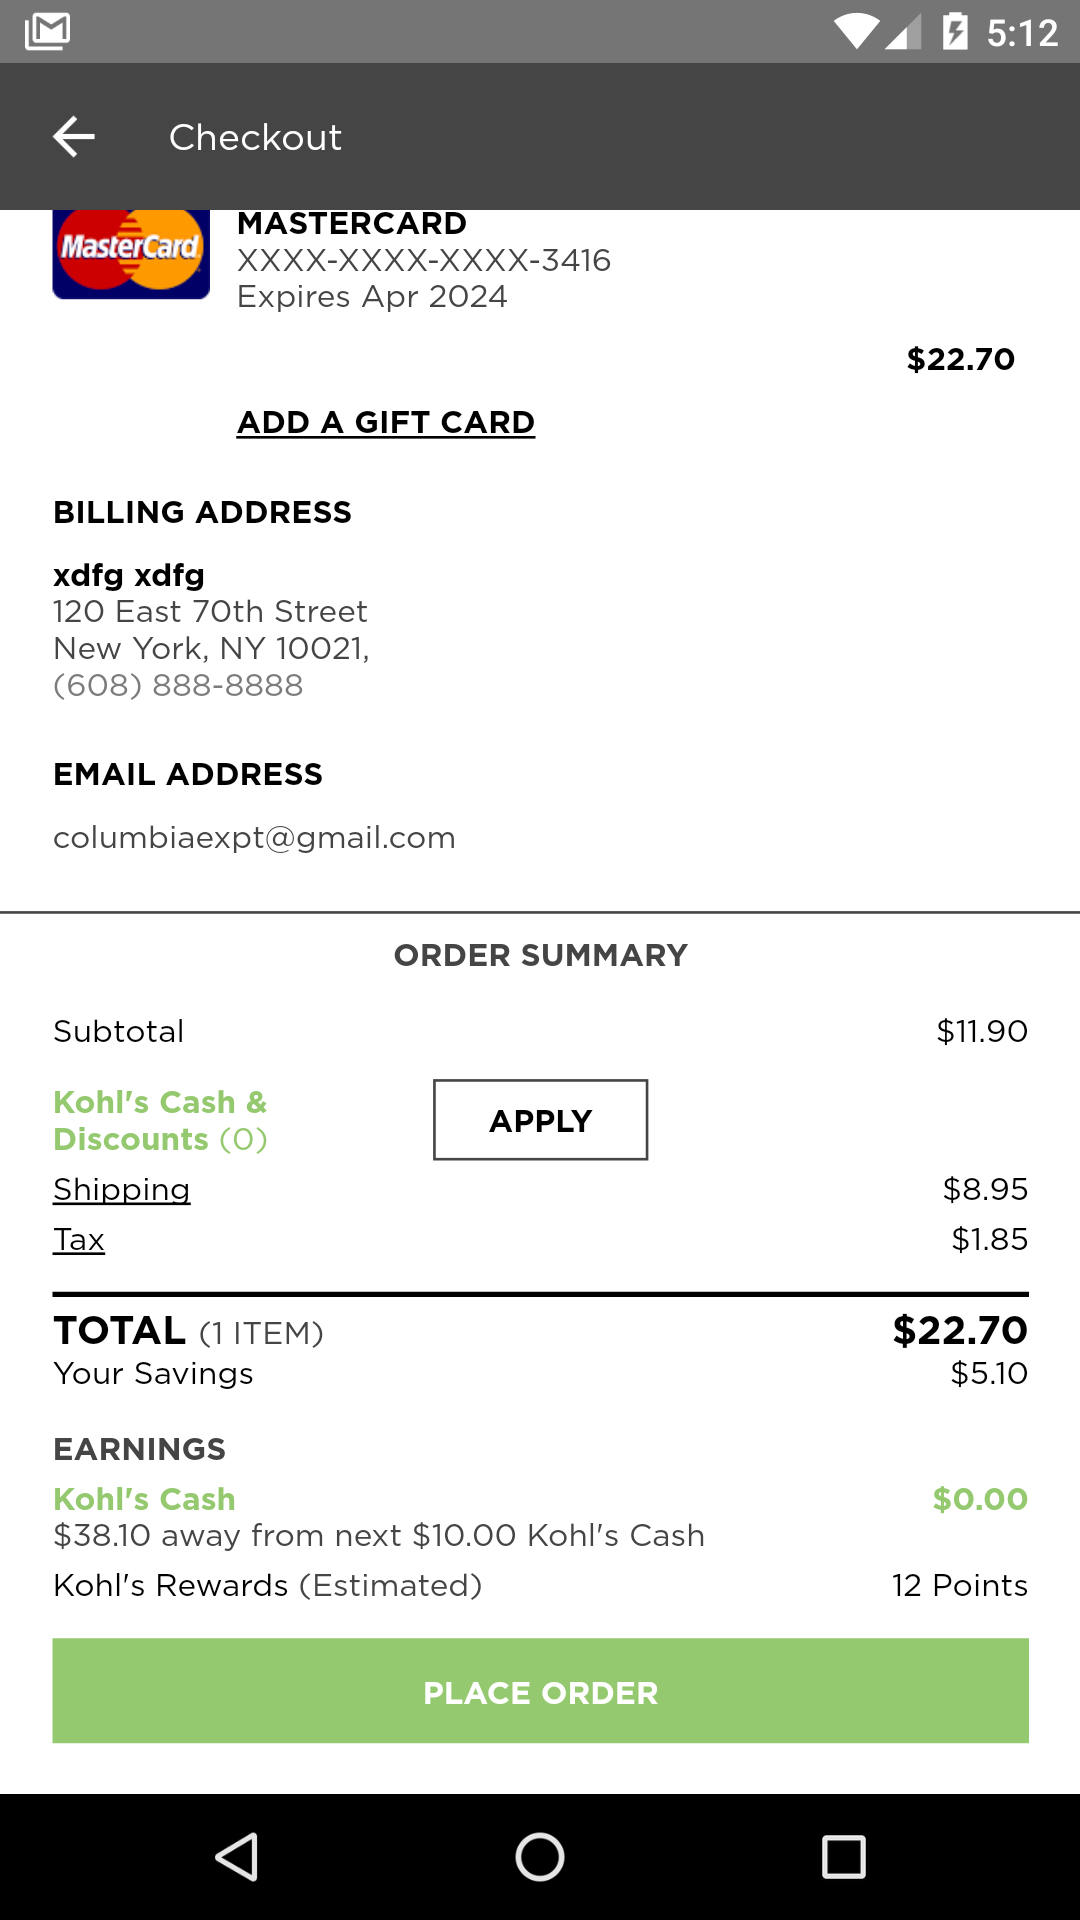 5:12
Checkout
MasterCard
MASTERCARD
XXXX-XXXX-XXXX-3416
Expires Apr 2024
$22.70
ADD A GIFT CARD
BILLING ADDRESS
xdfg xdfg
120 East 70th Street
New York, NY 10021,
(608) 888-8888
EMAIL ADDRESS
columbiaexpt@gmail.com
ORDER SUMMARY
Subtotal $11.90
Kohl's Cash &
Discounts (0)
APPLY
Shipping $8.95
Tax $1.85
TOTAL (1 ITEM) $22.70
Your Savings $5.10
EARNINGS
Kohl's Cash $0.00
$38.10 away from next $10.00 Kohl's Cash
Kohl's Rewards (Estimated) 12 Points
PLACE ORDER